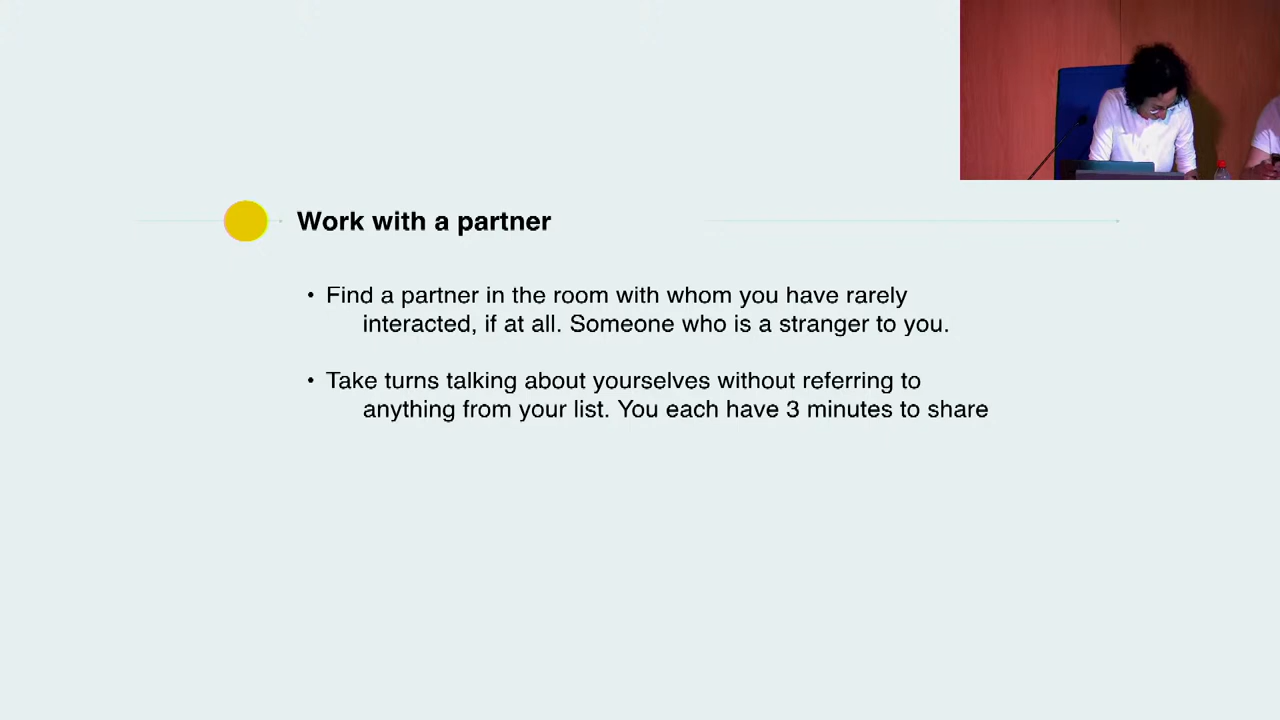 Work with a partner
• Find a partner in the room with whom you have rarely
interacted, if at all. Someone who is a stranger to you.
• Take turns talking about yourselves without referring to
anything from your list. You each have 3 minutes to share